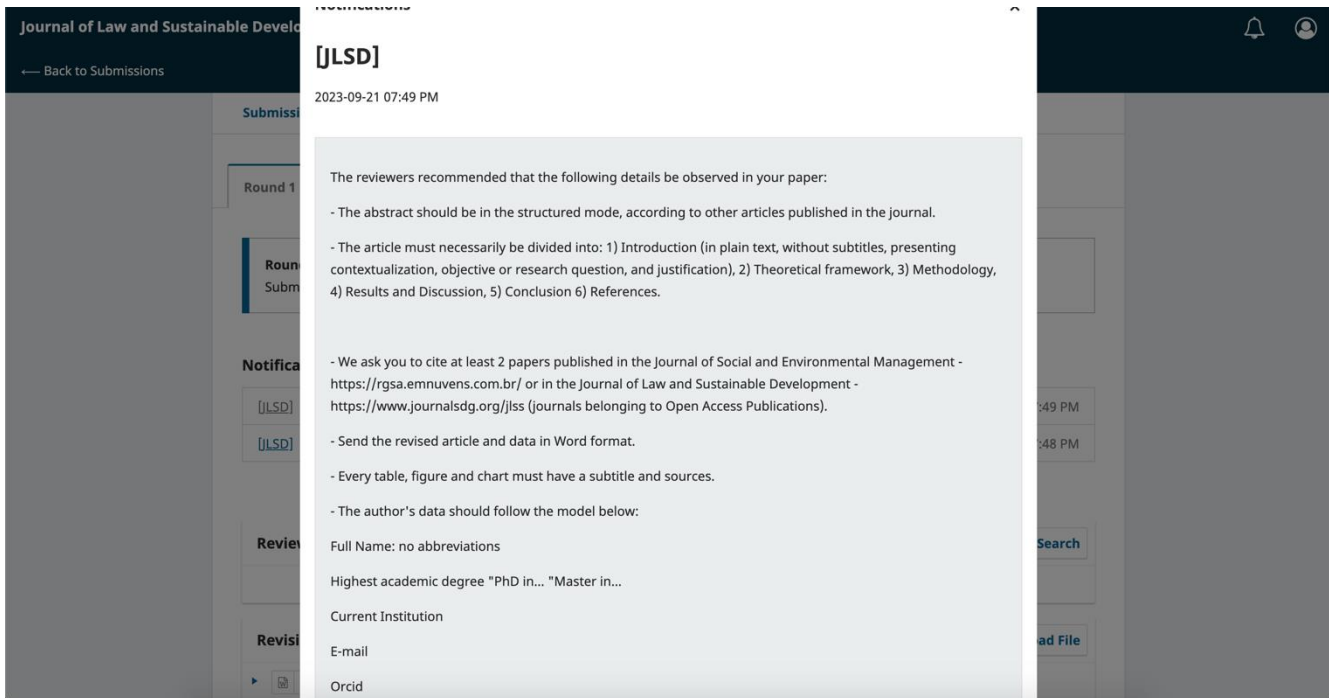 Notifications
Journal of Law and Sustainable Develo
[JLSD]
← Back to Submissions
2023-09-21 07:49 PM
Submissi
The reviewers recommended that the following details be observed in your paper:
Round 1
- The abstract should be in the structured mode, according to other articles published in the journal.
- The article must necessarily be divided into: 1) Introduction (in plain text, without subtitles, presenting
Roun
contextualization, objective or research question, and justification), 2) Theoretical framework, 3) Methodology,
Subm
4) Results and Discussion, 5) Conclusion 6) References.
- We ask you to cite at least 2 papers published in the Journal of Social and Environmental Management -
Notifica
https://rgsa.emnuvens.com.br/ or in the Journal of Law and Sustainable Development -
[JLSD]
https://www.journalsdg.org/jlss (journals belonging to Open Access Publications).
:49 PM
- Send the revised article and data in Word format.
[JLSD]
:48 PM
- Every table, figure and chart must have a subtitle and sources.
- The author's data should follow the model below:
Review
Full Name: no abbreviations
Search
Highest academic degree "PhD in... "Master in...
Current Institution
Revisi
E-mail
ad File
Orcid